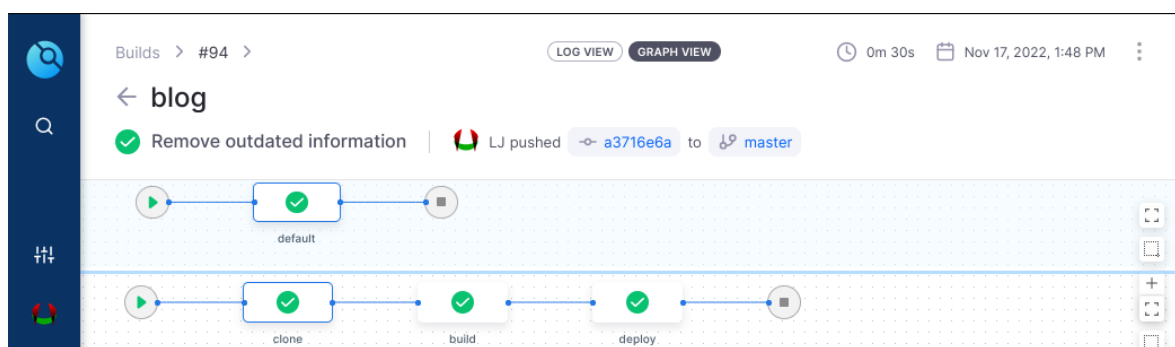 Builds > #94 >
LOG VIEW GRAPH VIEW
0m 30s Nov 17, 2022, 1:48 PM
blog
Remove outdated information LJ pushed a3716e6a to master
default
clone build deploy